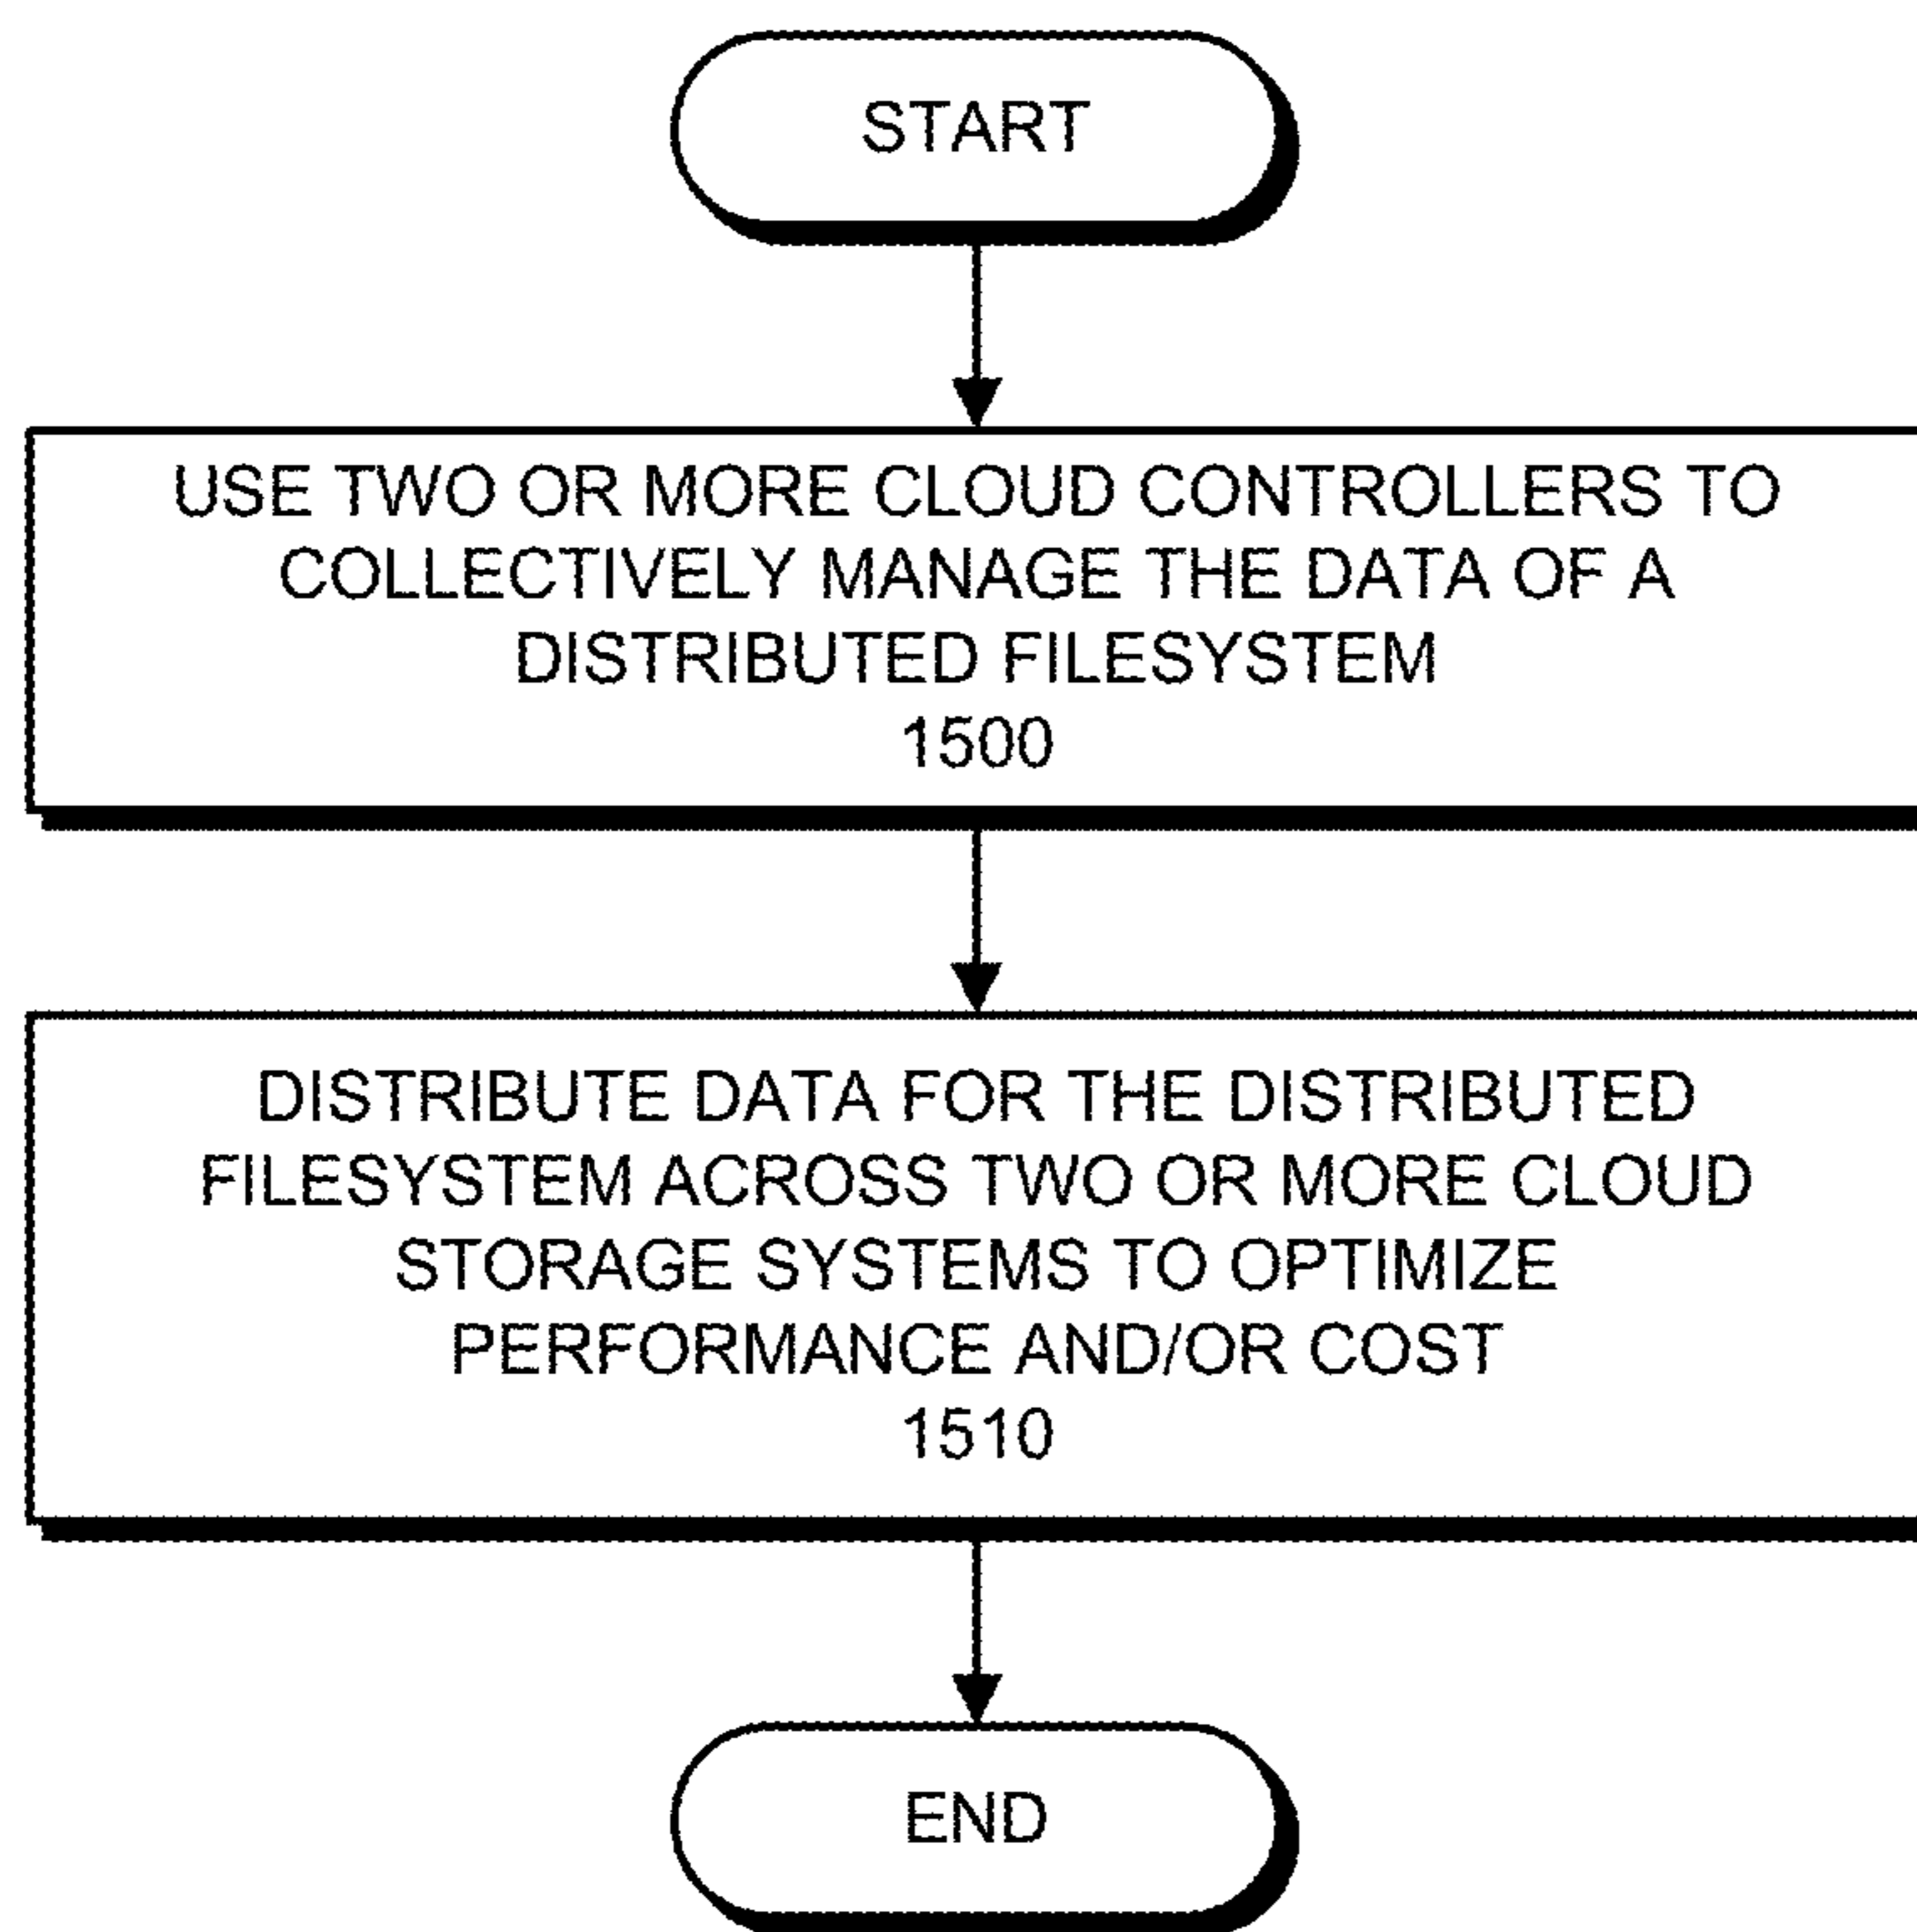 START
USE TWO OR MORE CLOUD CONTROLLERS TO
COLLECTIVELY MANAGE THE DATA OF A
DISTRIBUTED FILESYSTEM
1500
DISTRIBUTE DATA FOR THE DISTRIBUTED
FILESYSTEM ACROSS TWO OR MORE CLOUD
STORAGE SYSTEMS TO OPTIMIZE
PERFORMANCE AND/OR COST
1510
END